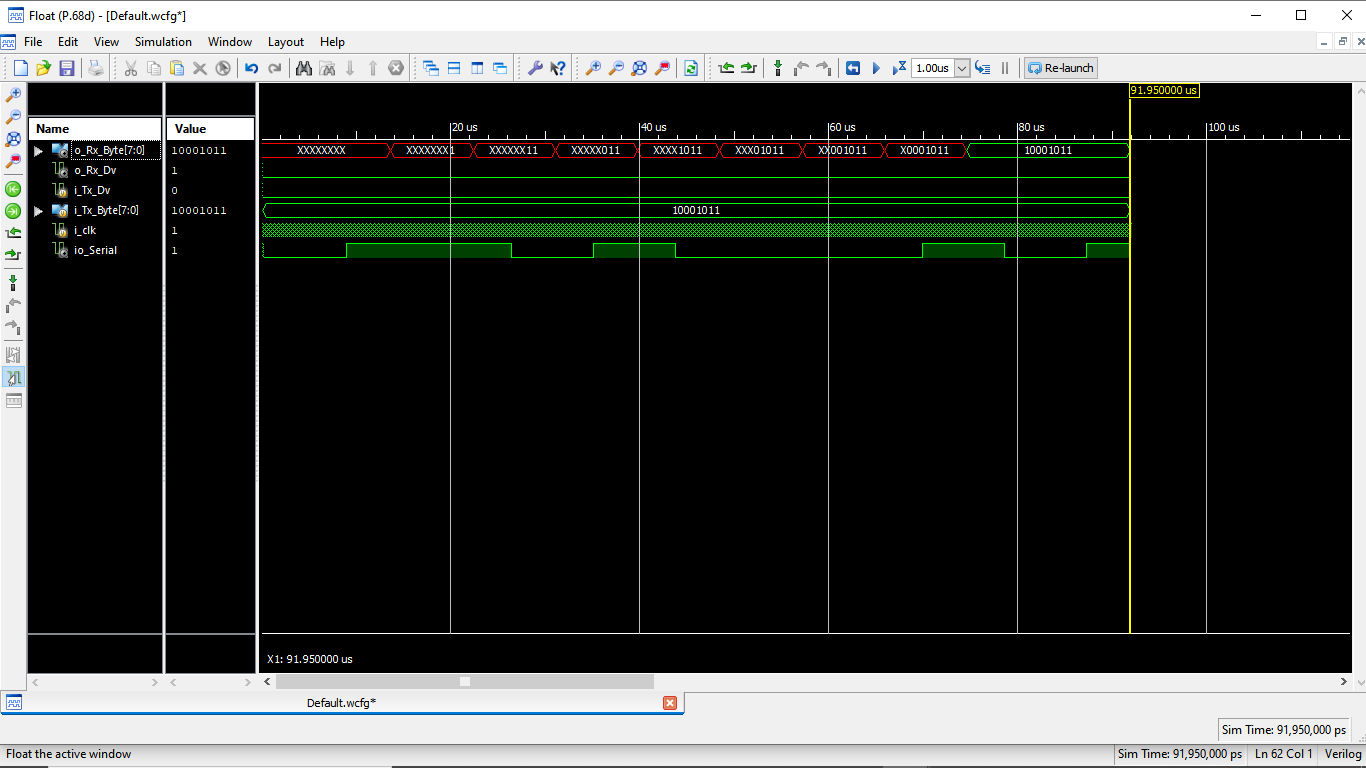 Float (P.68d) - [Default.wcfg*]
File Edit View Simulation Window Layout Help
1.00us Re-launch
91.950000 us
Name Value
20 us 40 us 60 us 80 us 100 us
o_Rx_Byte[7:0] 10001011 XXXXXXXX XXXXXXX1 XXXXXX11 XXXXX011 XXXX1011 XXX01011 XX001011 X0001011 10001011
o_Rx_Dv 1
i_Tx_Dv 0
i_Tx_Byte[7:0] 10001011 10001011
i_clk 1
io_Serial 1
X1: 91.950000 us
Default.wcfg*
Sim Time: 91,950,000 ps
Float the active window Sim Time: 91,950,000 ps Ln 62 Col 1 Verilog